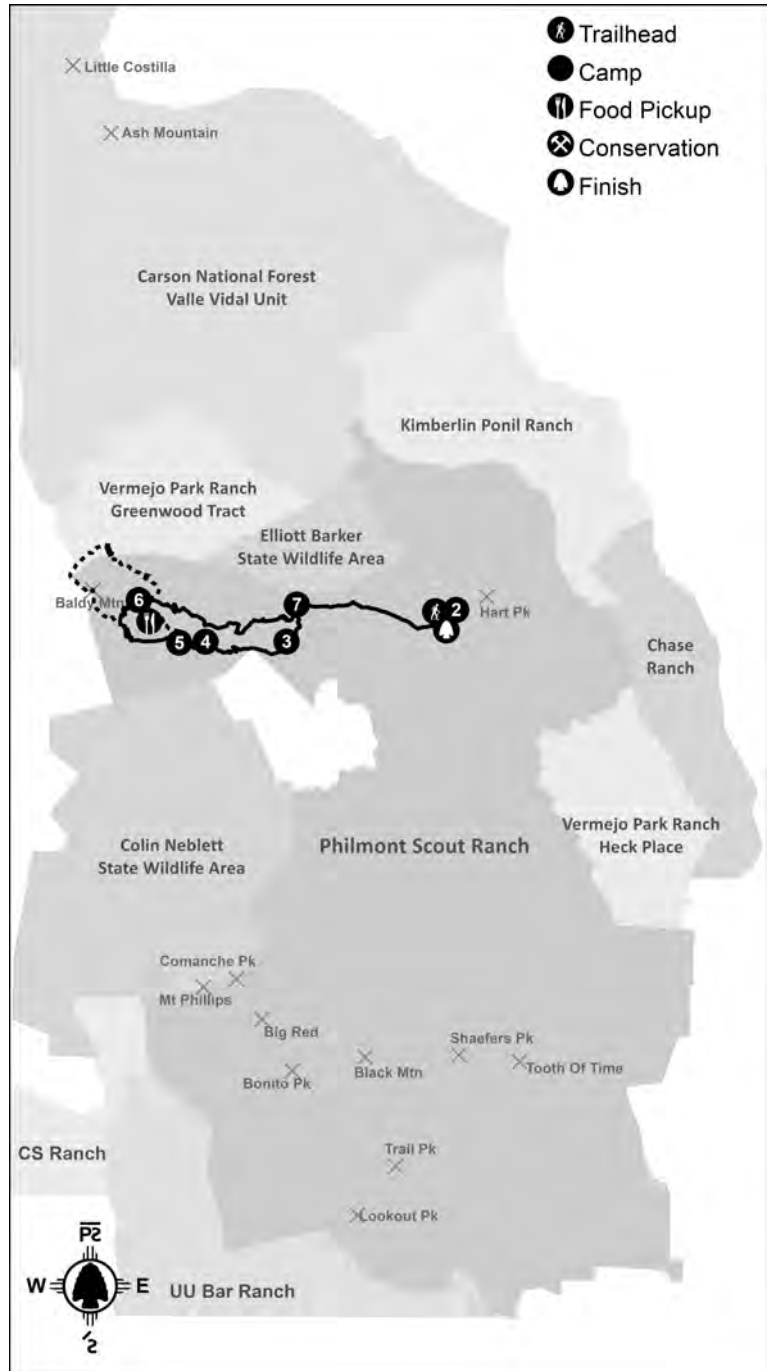 Trailhead
Camp
Food Pickup
Conservation
Finish
Little Costilla
Ash Mountain
Carson National Forest
Valle Vidal Unit
Kimberlin Ponil Ranch
Vermejo Park Ranch
Greenwood Tract
Elliott Barker
State Wildlife Area
Baldy Mtn
6
7
2
Hart Pk
5
4
3
Chase
Ranch
Colin Neblett
State Wildlife Area
Philmont Scout Ranch
Vermejo Park Ranch
Heck Place
Comanche Pk
Mt Phillips
Big Red
Bonito Pk
Black Mtn
Shaefers Pk
Tooth Of Time
Trail Pk
Lookout Pk
CS Ranch
W
E
UU Bar Ranch